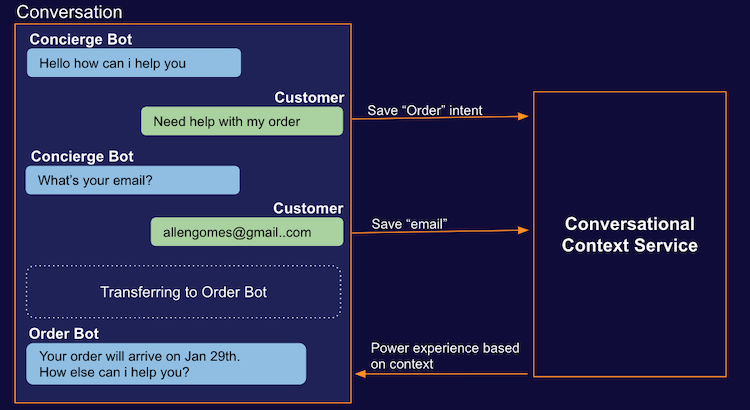 Conversation
Concierge Bot
Hello how can i help you
Customer
Need help with my order
Save “Order” intent
Concierge Bot
What's your email?
Customer
allengomes@gmail..com
Save “email”
Conversational
Context Service
Transferring to Order Bot
Order Bot
Your order will arrive on Jan 29th.
How else can i help you?
Power experience based
on context